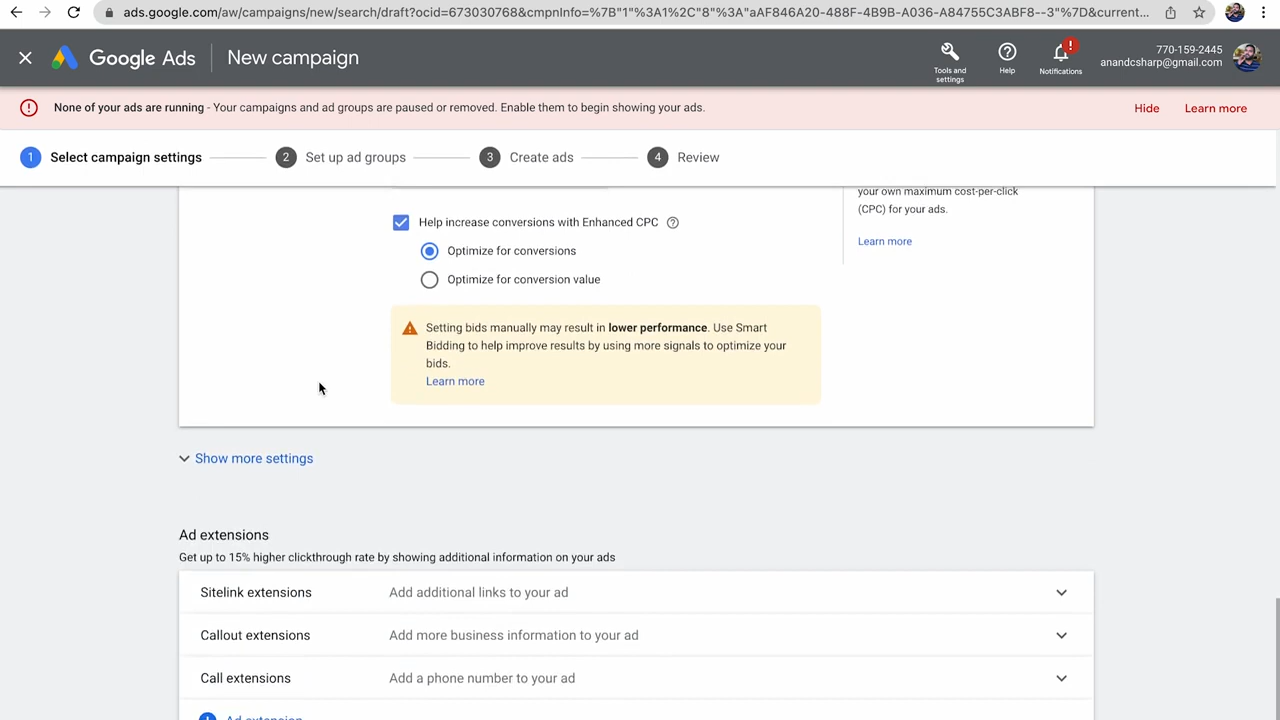 ads.google.com/aw/campaigns/new/search/draft?ocid=673030768&cmpnInfo=%7B"1"%3A1%2C"8"%3A"aAF846A20-488F-4B9B-A036-A84755C3ABF8--3"%7D&current...
Google Ads
New campaign
Tools and settings
Help
!
Notifications
770-159-2445
anandcsharp@gmail.com
None of your ads are running - Your campaigns and ad groups are paused or removed. Enable them to begin showing your ads.
Hide
Learn more
1 Select campaign settings
2 Set up ad groups
3 Create ads
4 Review
your own maximum cost-per-click
(CPC) for your ads.
Learn more
Help increase conversions with Enhanced CPC
Optimize for conversions
Optimize for conversion value
Setting bids manually may result in lower performance. Use Smart
Bidding to help improve results by using more signals to optimize your
bids.
Learn more
Show more settings
Ad extensions
Get up to 15% higher clickthrough rate by showing additional information on your ads
Sitelink extensions Add additional links to your ad
Callout extensions Add more business information to your ad
Call extensions Add a phone number to your ad
Ad extension